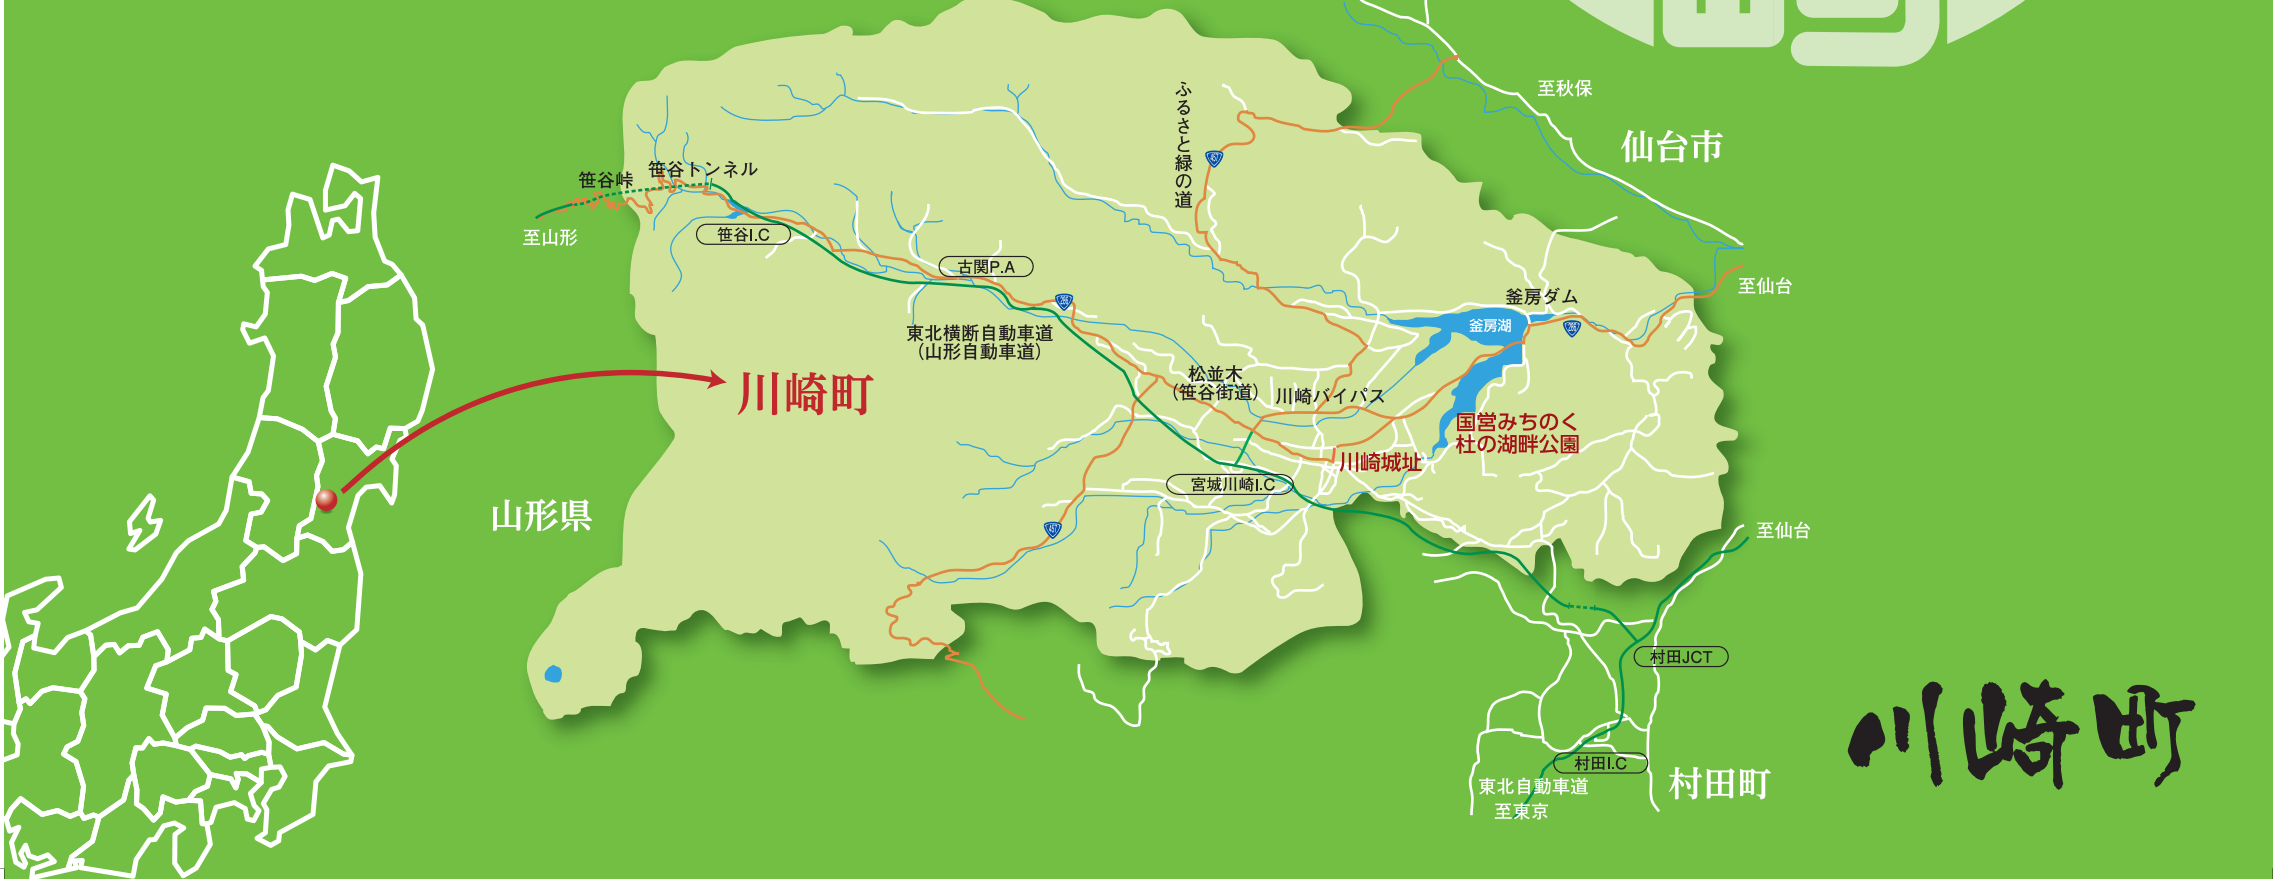 至秋保
仙台市
ふるさと緑の道
457
笹谷トンネル
笹谷峠
至山形
笹谷I.C
古関P.A
286
釜房ダム
至仙台
釜房湖
286
東北横断自動車道
（山形自動車道）
川崎町
松並木
（笹谷街道）
川崎バイパス
国営みちのく
杜の湖畔公園
川崎城址
宮城川崎I.C
山形県
457
至仙台
村田JCT
村田I.C
村田町
東北自動車道
至東京
川崎町